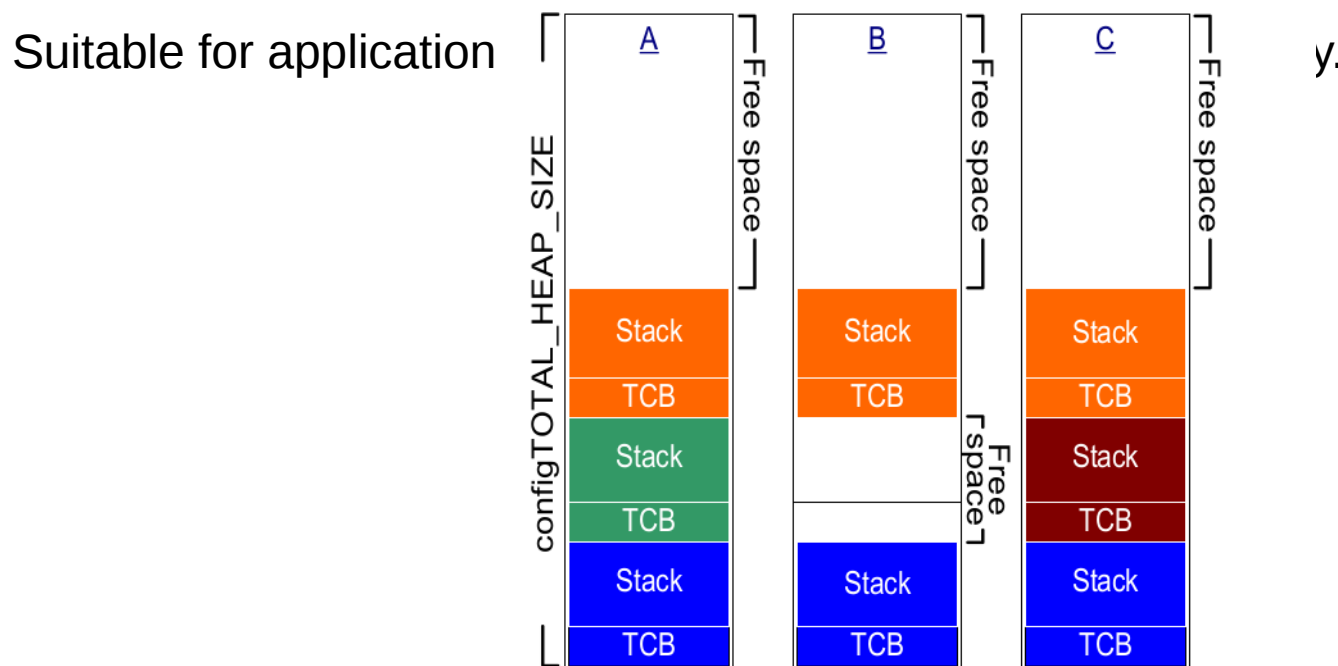 Suitable for application
y.
configTOTAL_HEAP_SIZE
A
Free space
Stack
TCB
Stack
TCB
Stack
TCB
B
Free space
Stack
TCB
Free
space
Stack
TCB
C
Free space
Stack
TCB
Stack
TCB
Stack
TCB